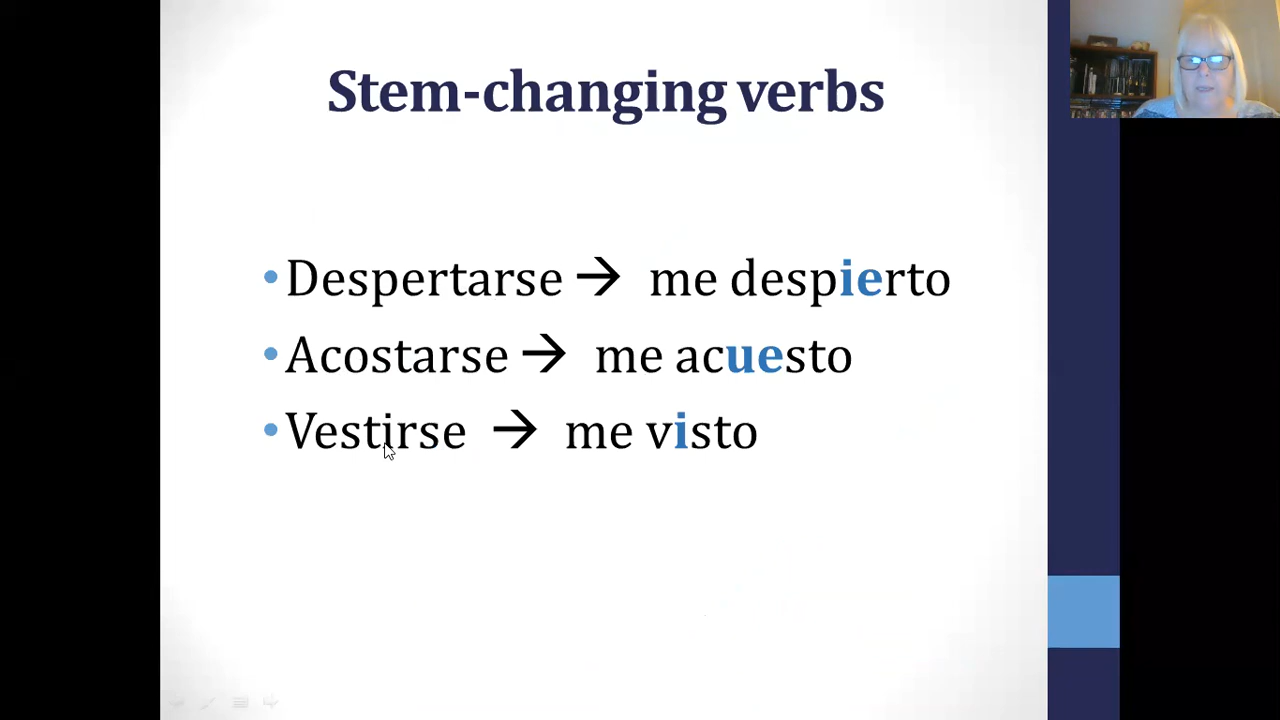 Stem-changing verbs
•Despertarse → me despierto
•Acostarse → me acuesto
•Vestirse → me visto